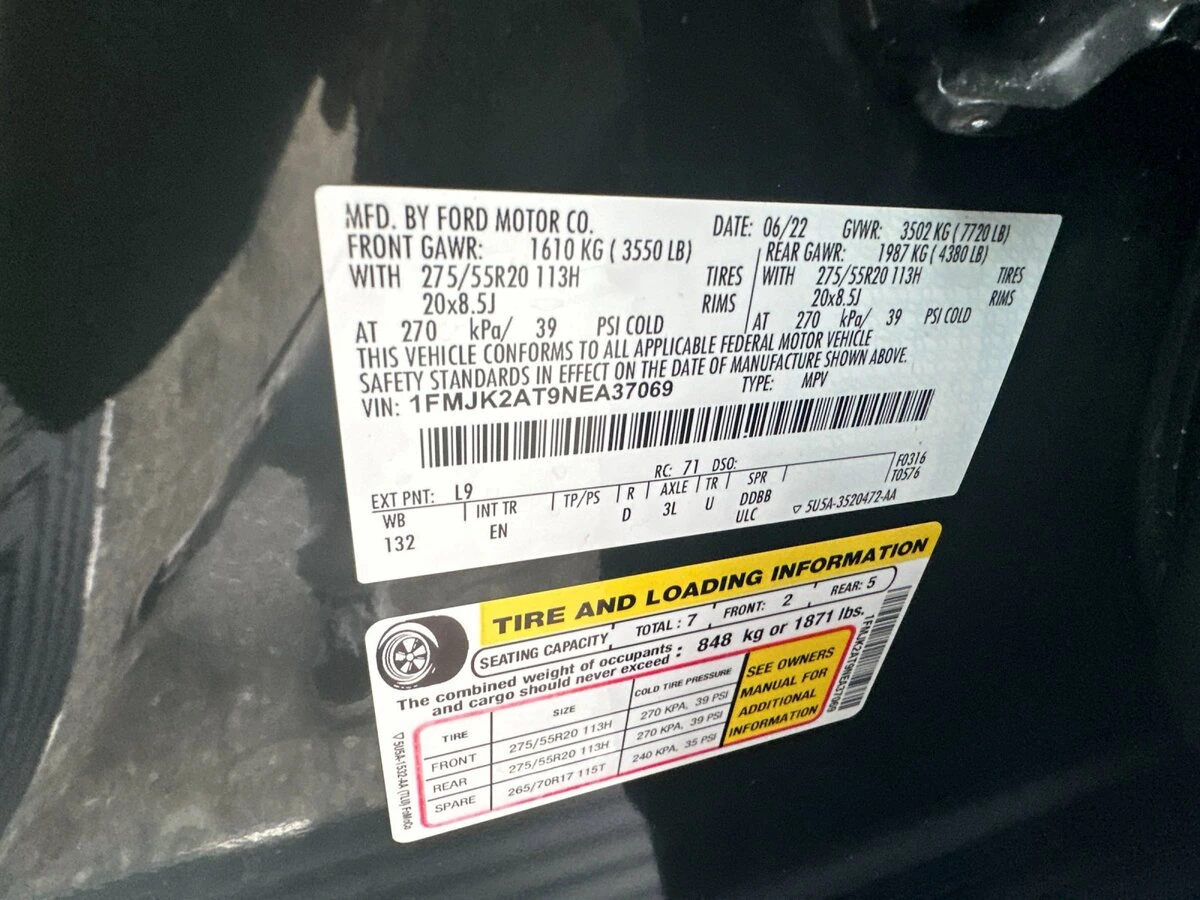 MFD. BY FORD MOTOR CO. DATE: 06/22 GVWR: 3502 KG ( 7720 LB)
FRONT GAWR: 1610 KG ( 3550 LB) REAR GAWR: 1987 KG ( 4380 LB)
WITH 275/55R20 113H TIRES WITH 275/55R20 113H TIRES
20x8.5J RIMS 20x8.5J RIMS
AT 270 kPa/ 39 PSI COLD AT 270 kPa/ 39 PSI COLD
THIS VEHICLE CONFORMS TO ALL APPLICABLE FEDERAL MOTOR VEHICLE
SAFETY STANDARDS IN EFFECT ON THE DATE OF MANUFACTURE SHOWN ABOVE.
VIN: 1FMJK2AT9NEA37069 TYPE: MPV
EXT PNT: L9 RC: 71 DSO: F0316
WB INT TR TP/PS R AXLE TR SPR T0576
132 EN D 3L U DDBB
ULC ▽ 5U5A-3520472-AA
TIRE AND LOADING INFORMATION
SEATING CAPACITY TOTAL : 7 FRONT: 2 REAR: 5
The combined weight of occupants
and cargo should never exceed : 848 kg or 1871 lbs.
TIRE SIZE COLD TIRE PRESSURE
FRONT 275/55R20 113H 270 KPA, 39 PSI
REAR 275/55R20 113H 270 KPA, 39 PSI
SPARE 265/70R17 115T 240 KPA, 35 PSI
SEE OWNERS
MANUAL FOR
ADDITIONAL
INFORMATION
1FMJK2AT9NEA37069
▽ 5U5A-1532-AA (7LU) FoMoCo